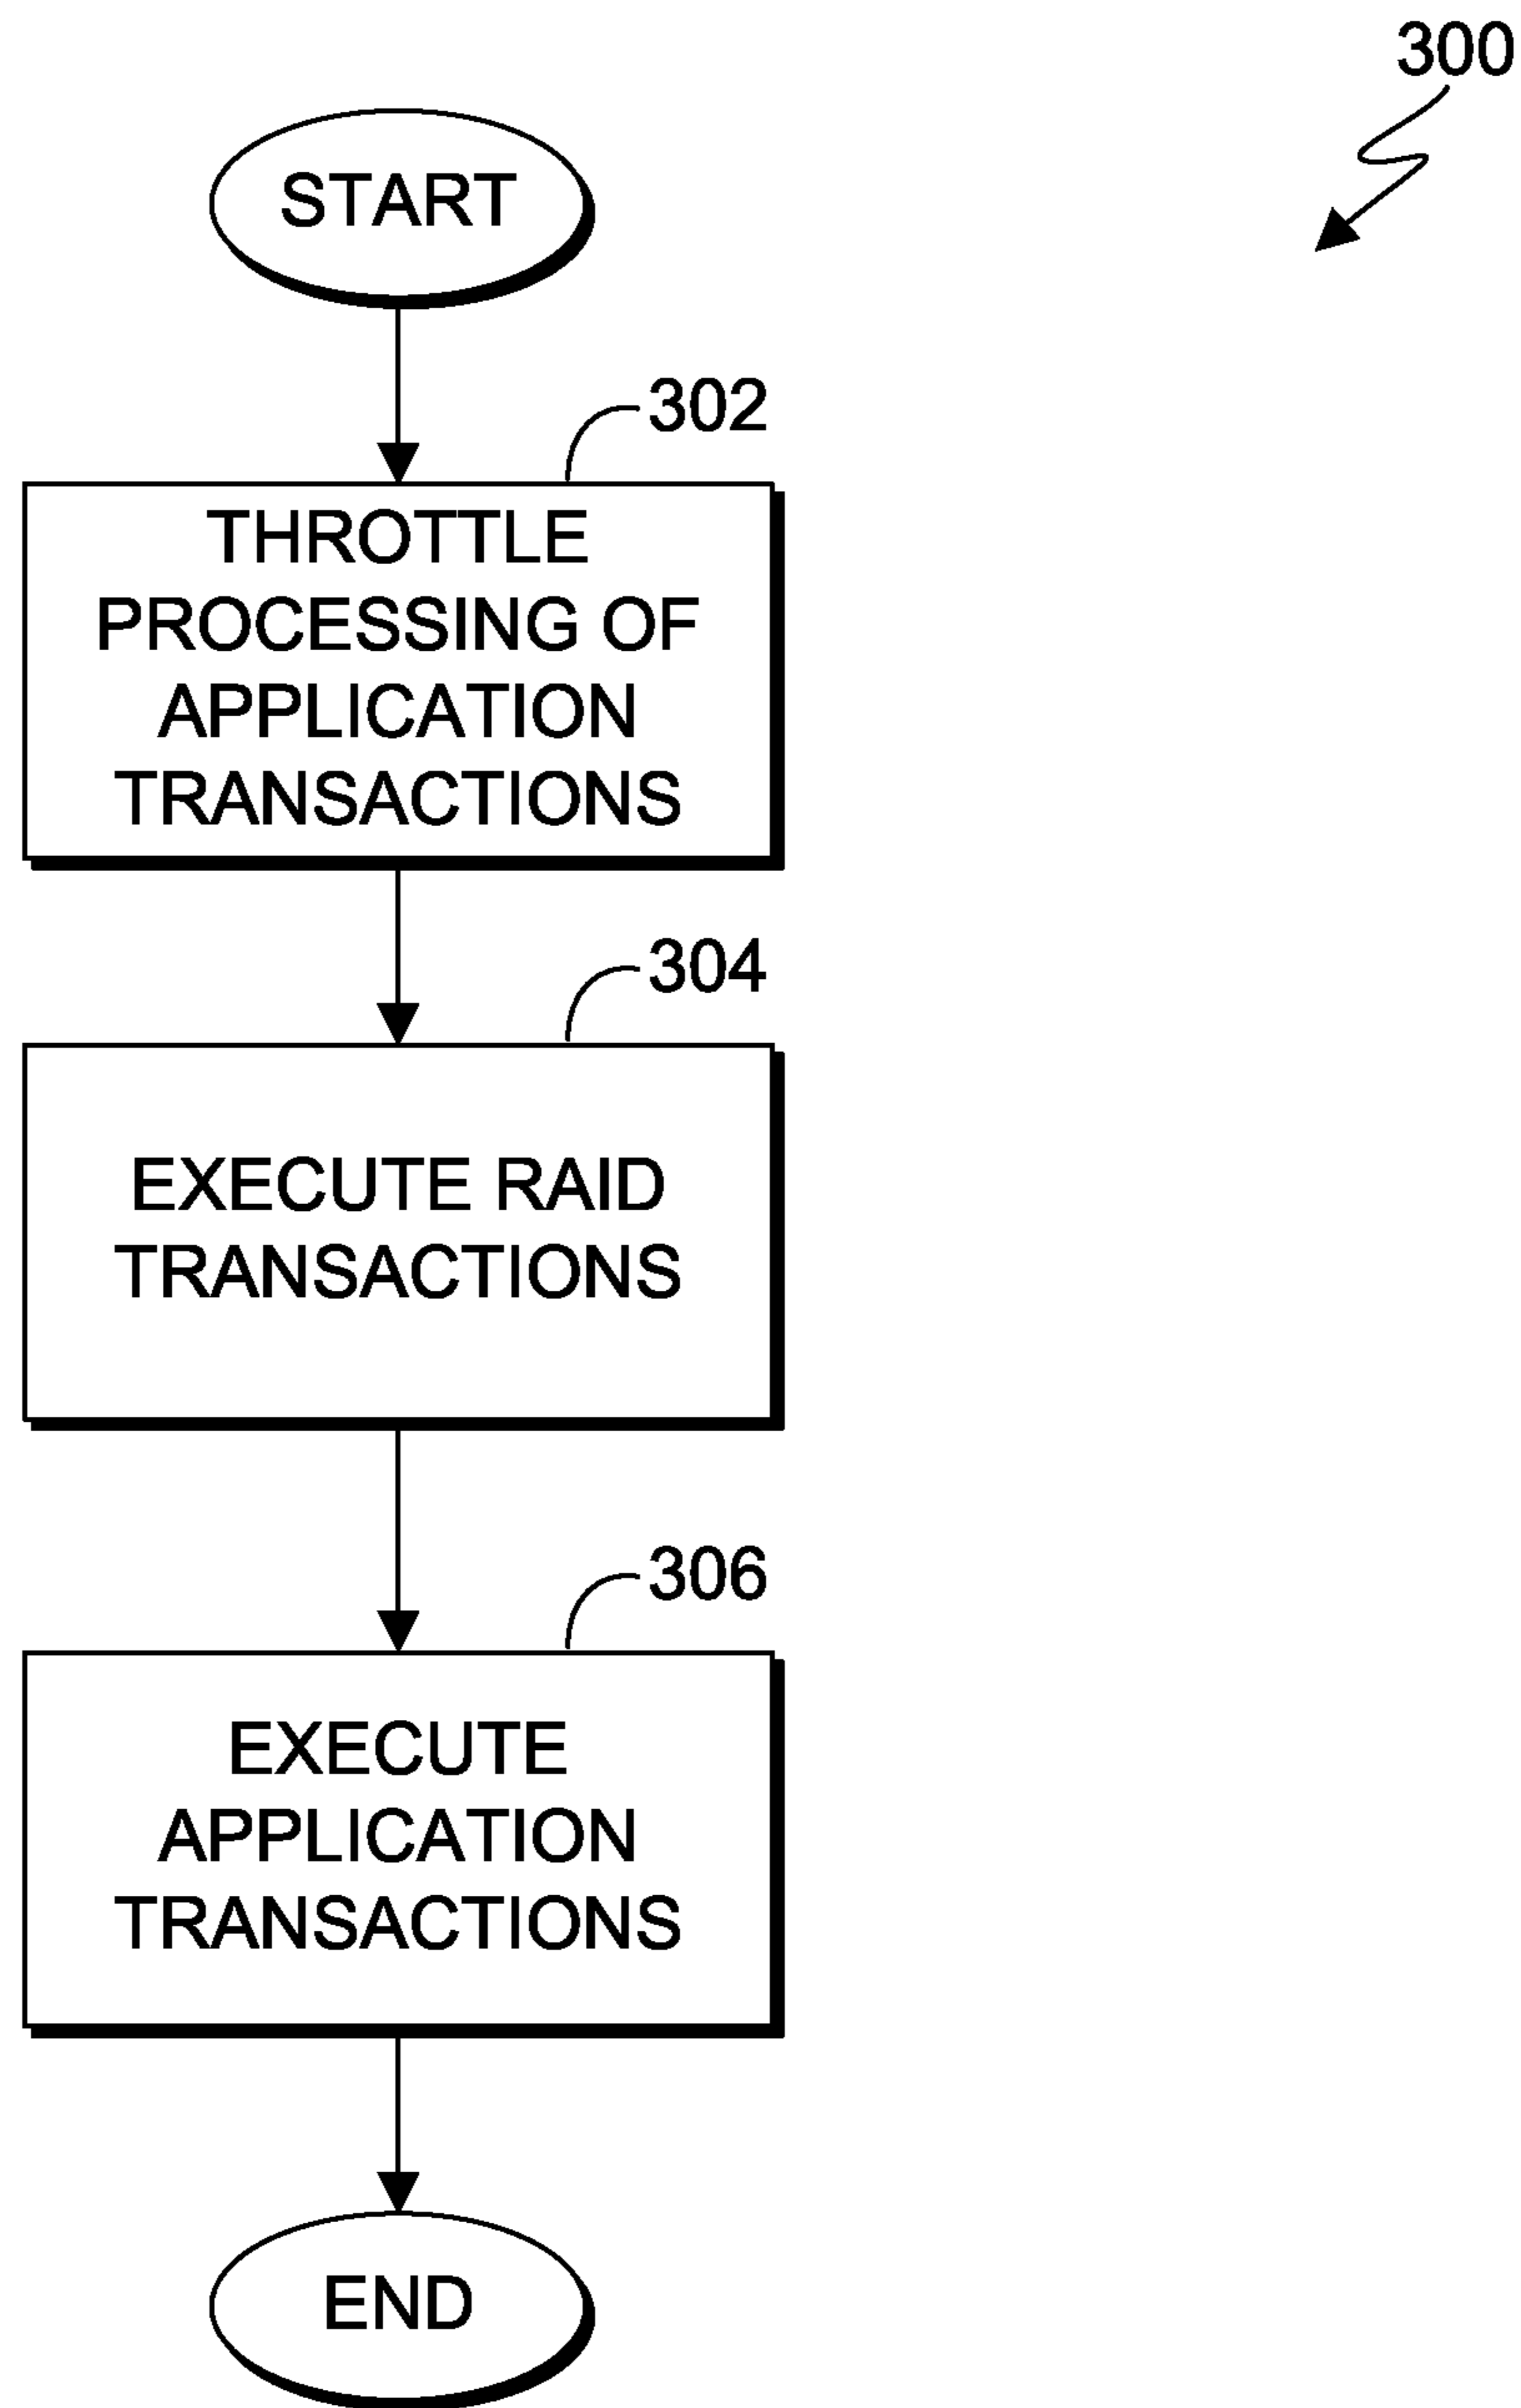 300
START
302
THROTTLE
PROCESSING OF
APPLICATION
TRANSACTIONS
304
EXECUTE RAID
TRANSACTIONS
306
EXECUTE
APPLICATION
TRANSACTIONS
END